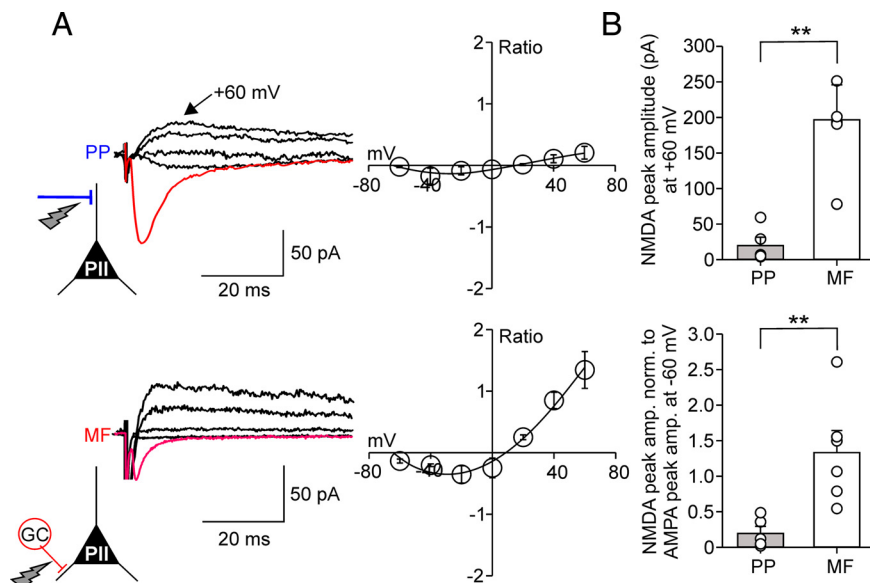 A
+60 mV
PP
PII
50 pA
20 ms
Ratio
2
1
mV
-80
-40
40
80
-1
-2
MF
GC
PII
50 pA
20 ms
Ratio
2
1
mV
-80
-40
0
40
80
-1
-2
B
**
NMDA peak amplitude (pA)
at +60 mV
300
250
200
150
100
50
0
PP
MF
**
NMDA peak amp. norm. to
AMPA peak amp. at -60 mV
3.0
2.5
2.0
1.5
1.0
0.5
0
PP
MF